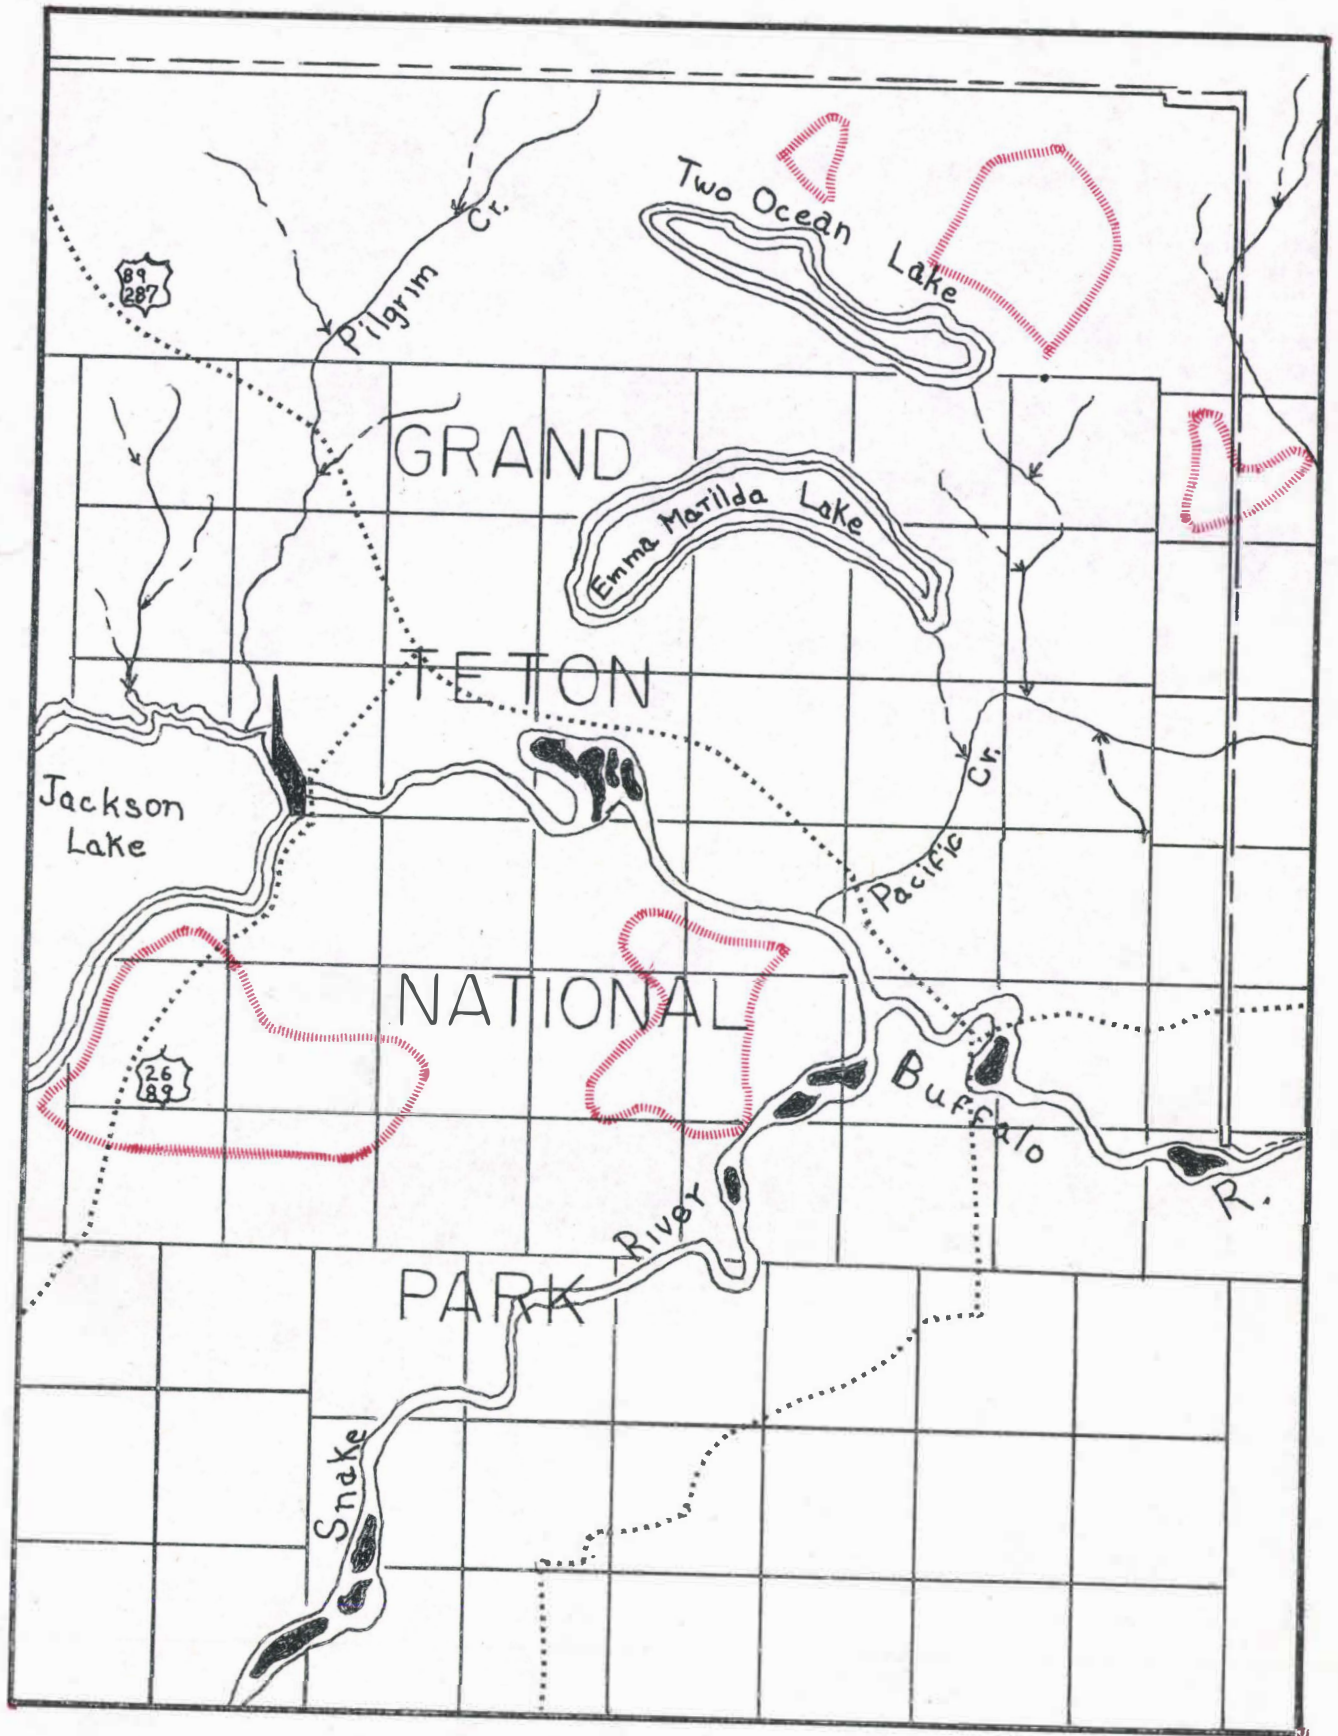 Two Ocean Lake
Cr.
Pilgrim
89
287
GRAND
Emma Matilda Lake
TETON
Jackson
Lake
Cr.
Pacific
NATIONAL
26
89
Buffalo
R.
River
PARK
Snake